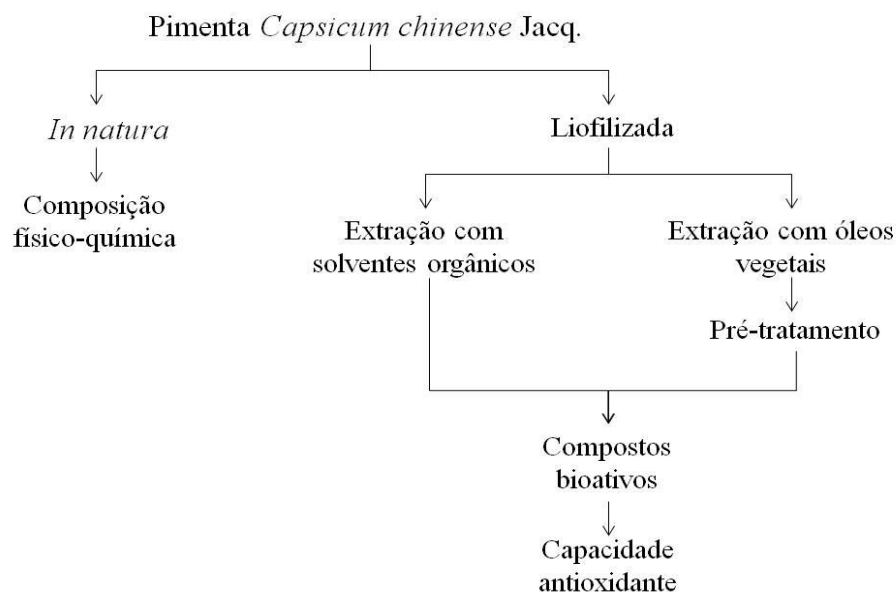 Pimenta Capsicum chinense Jacq.
In natura
Liofilizada
Composição
físico-química
Extração com
solventes orgânicos
Extração com óleos
vegetais
Pré-tratamento
Compostos
bioativos
Capacidade
antioxidante